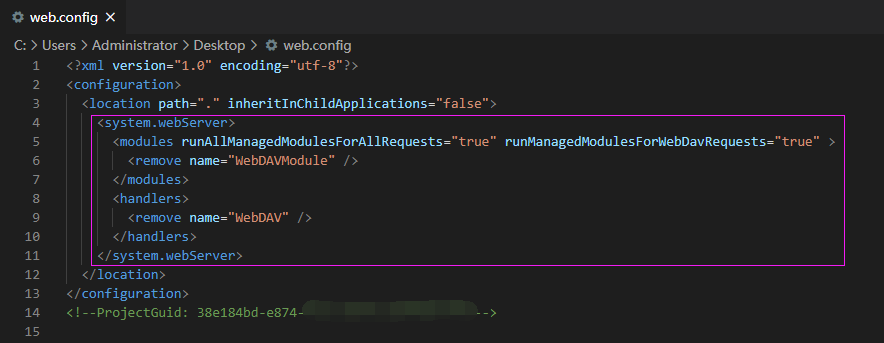 web.config
C: > Users > Administrator > Desktop > web.config
1 <?xml version="1.0" encoding="utf-8"?>
2 <configuration>
3 <location path="." inheritInChildApplications="false">
4 <system.webServer>
5 <modules runAllManagedModulesForAllRequests="true" runManagedModulesForWebDavRequests="true" >
6 <remove name="WebDAVModule" />
7 </modules>
8 <handlers>
9 <remove name="WebDAV" />
10 </handlers>
11 </system.webServer>
12 </location>
13 </configuration>
14 <!--ProjectGuid: 38e184bd-e874- -->
15